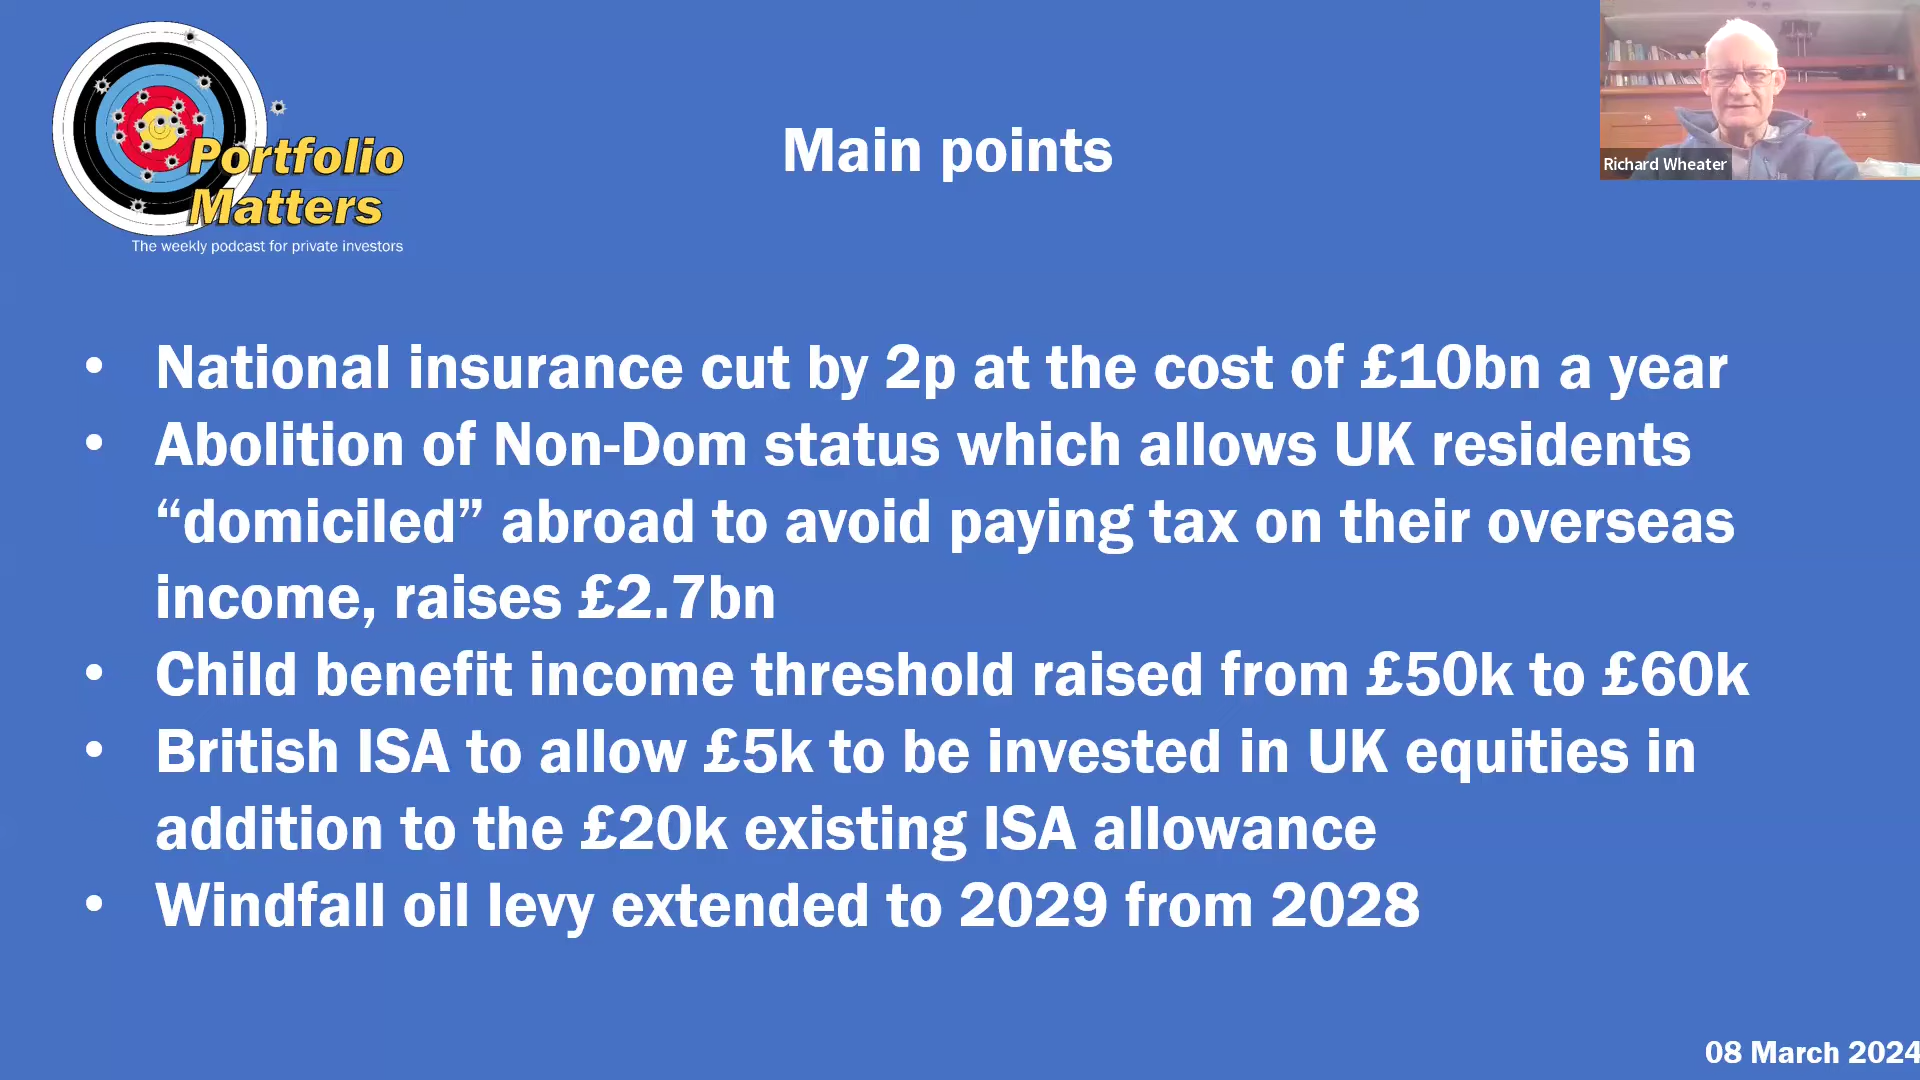 Portfolio
Matters
The weekly podcast for private investors
Main points
Richard Wheater
• National insurance cut by 2p at the cost of £10bn a year
• Abolition of Non-Dom status which allows UK residents
“domiciled” abroad to avoid paying tax on their overseas
income, raises £2.7bn
• Child benefit income threshold raised from £50k to £60k
• British ISA to allow £5k to be invested in UK equities in
addition to the £20k existing ISA allowance
• Windfall oil levy extended to 2029 from 2028
08 March 2024